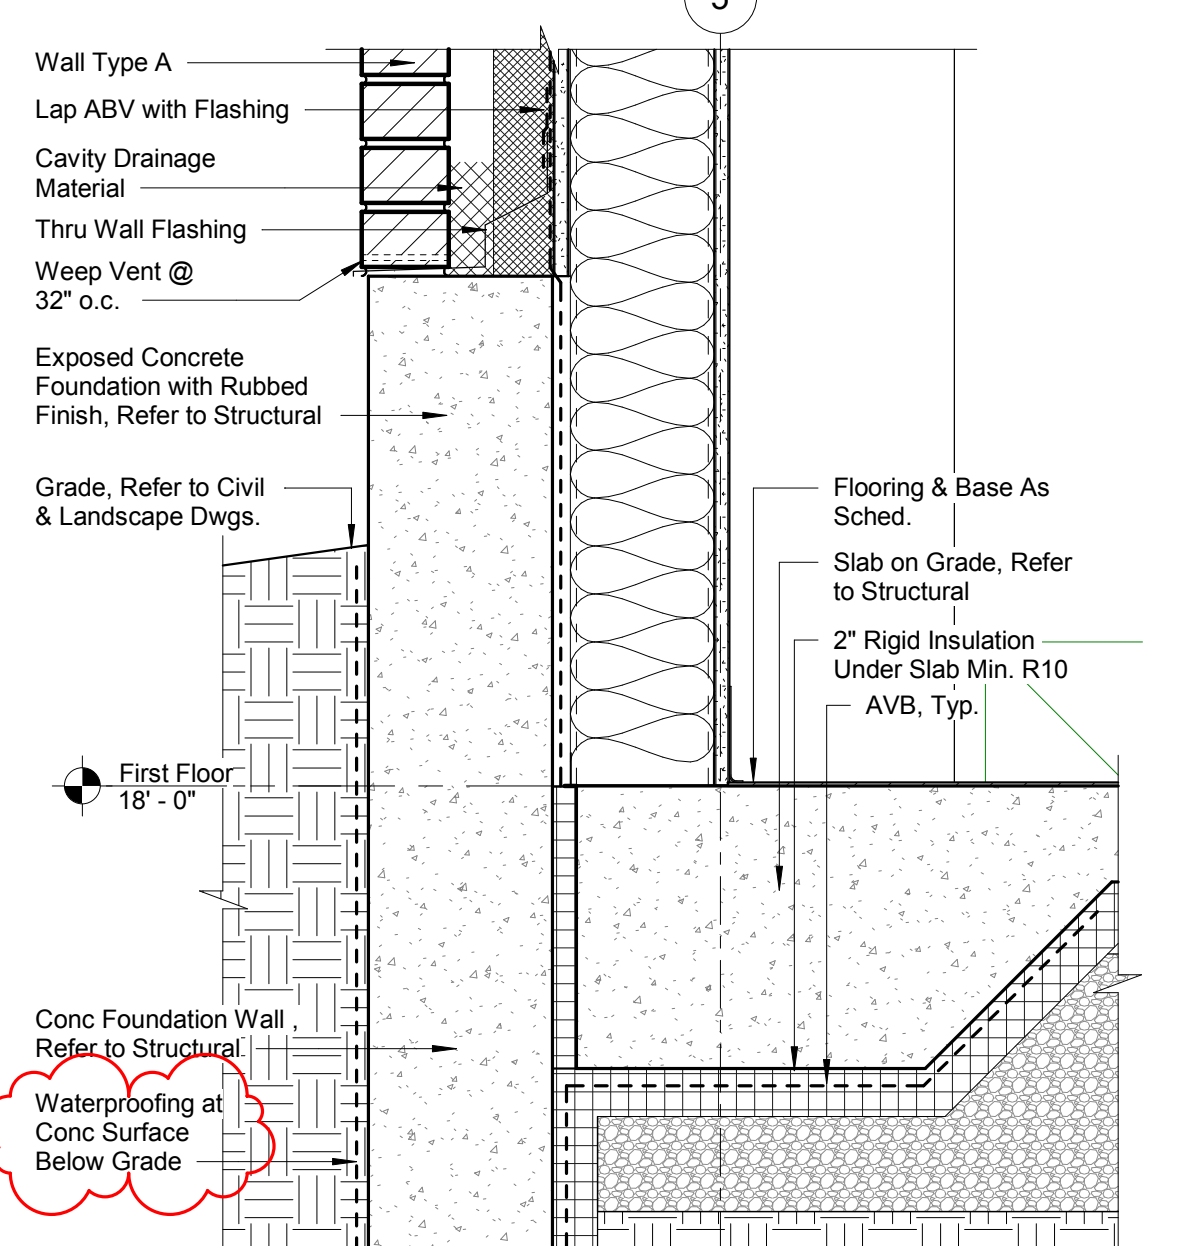 5
Wall Type A
Lap ABV with Flashing
Cavity Drainage
Material
Thru Wall Flashing
Weep Vent @
32" o.c.
Exposed Concrete
Foundation with Rubbed
Finish, Refer to Structural
Grade, Refer to Civil
& Landscape Dwgs.
Flooring & Base As
Sched.
Slab on Grade, Refer
to Structural
2" Rigid Insulation
Under Slab Min. R10
AVB, Typ.
First Floor
18' - 0"
Conc Foundation Wall ,
Refer to Structural
Waterproofing at
Conc Surface
Below Grade